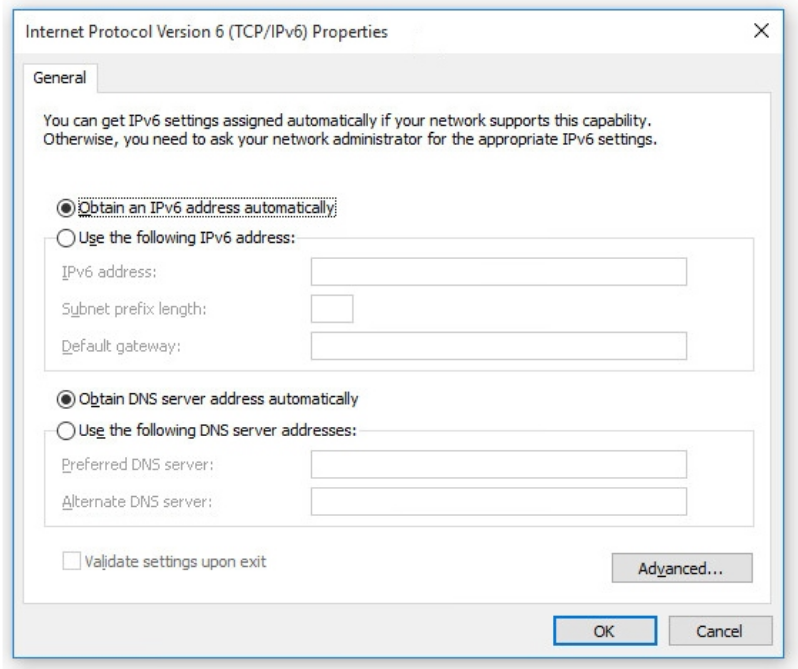 Internet Protocol Version 6 (TCP/IPv6) Properties
General
You can get IPv6 settings assigned automatically if your network supports this capability.
Otherwise, you need to ask your network administrator for the appropriate IPv6 settings.
Obtain an IPv6 address automatically
Use the following IPv6 address:
IPv6 address:
Subnet prefix length:
Default gateway:
Obtain DNS server address automatically
Use the following DNS server addresses:
Preferred DNS server:
Alternate DNS server:
Validate settings upon exit
Advanced...
OK
Cancel